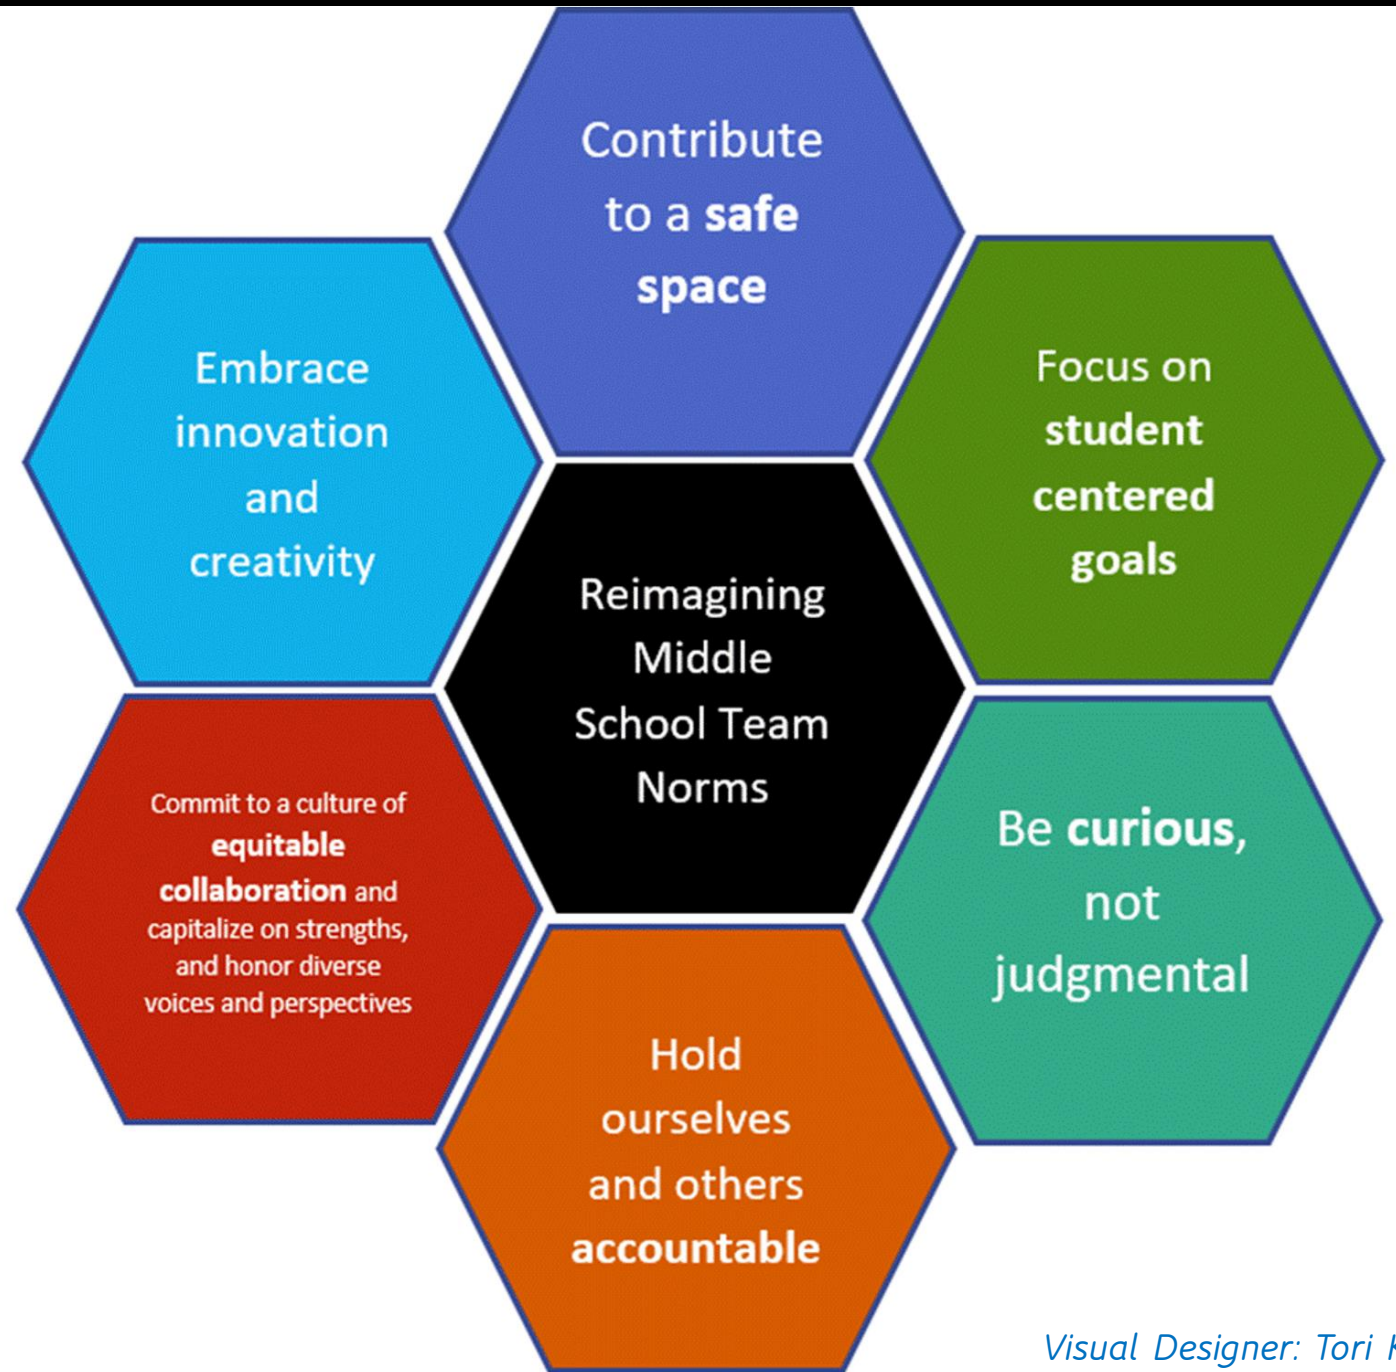 Contribute
to a safe
space
Embrace
innovation
and
creativity
Focus on
student
centered
goals
Reimagining
Middle
School Team
Norms
Commit to a culture of
equitable
collaboration and
capitalize on strengths,
and honor diverse
voices and perspectives
Be curious,
not
judgmental
Hold
ourselves
and others
accountable
Visual Designer: Tori